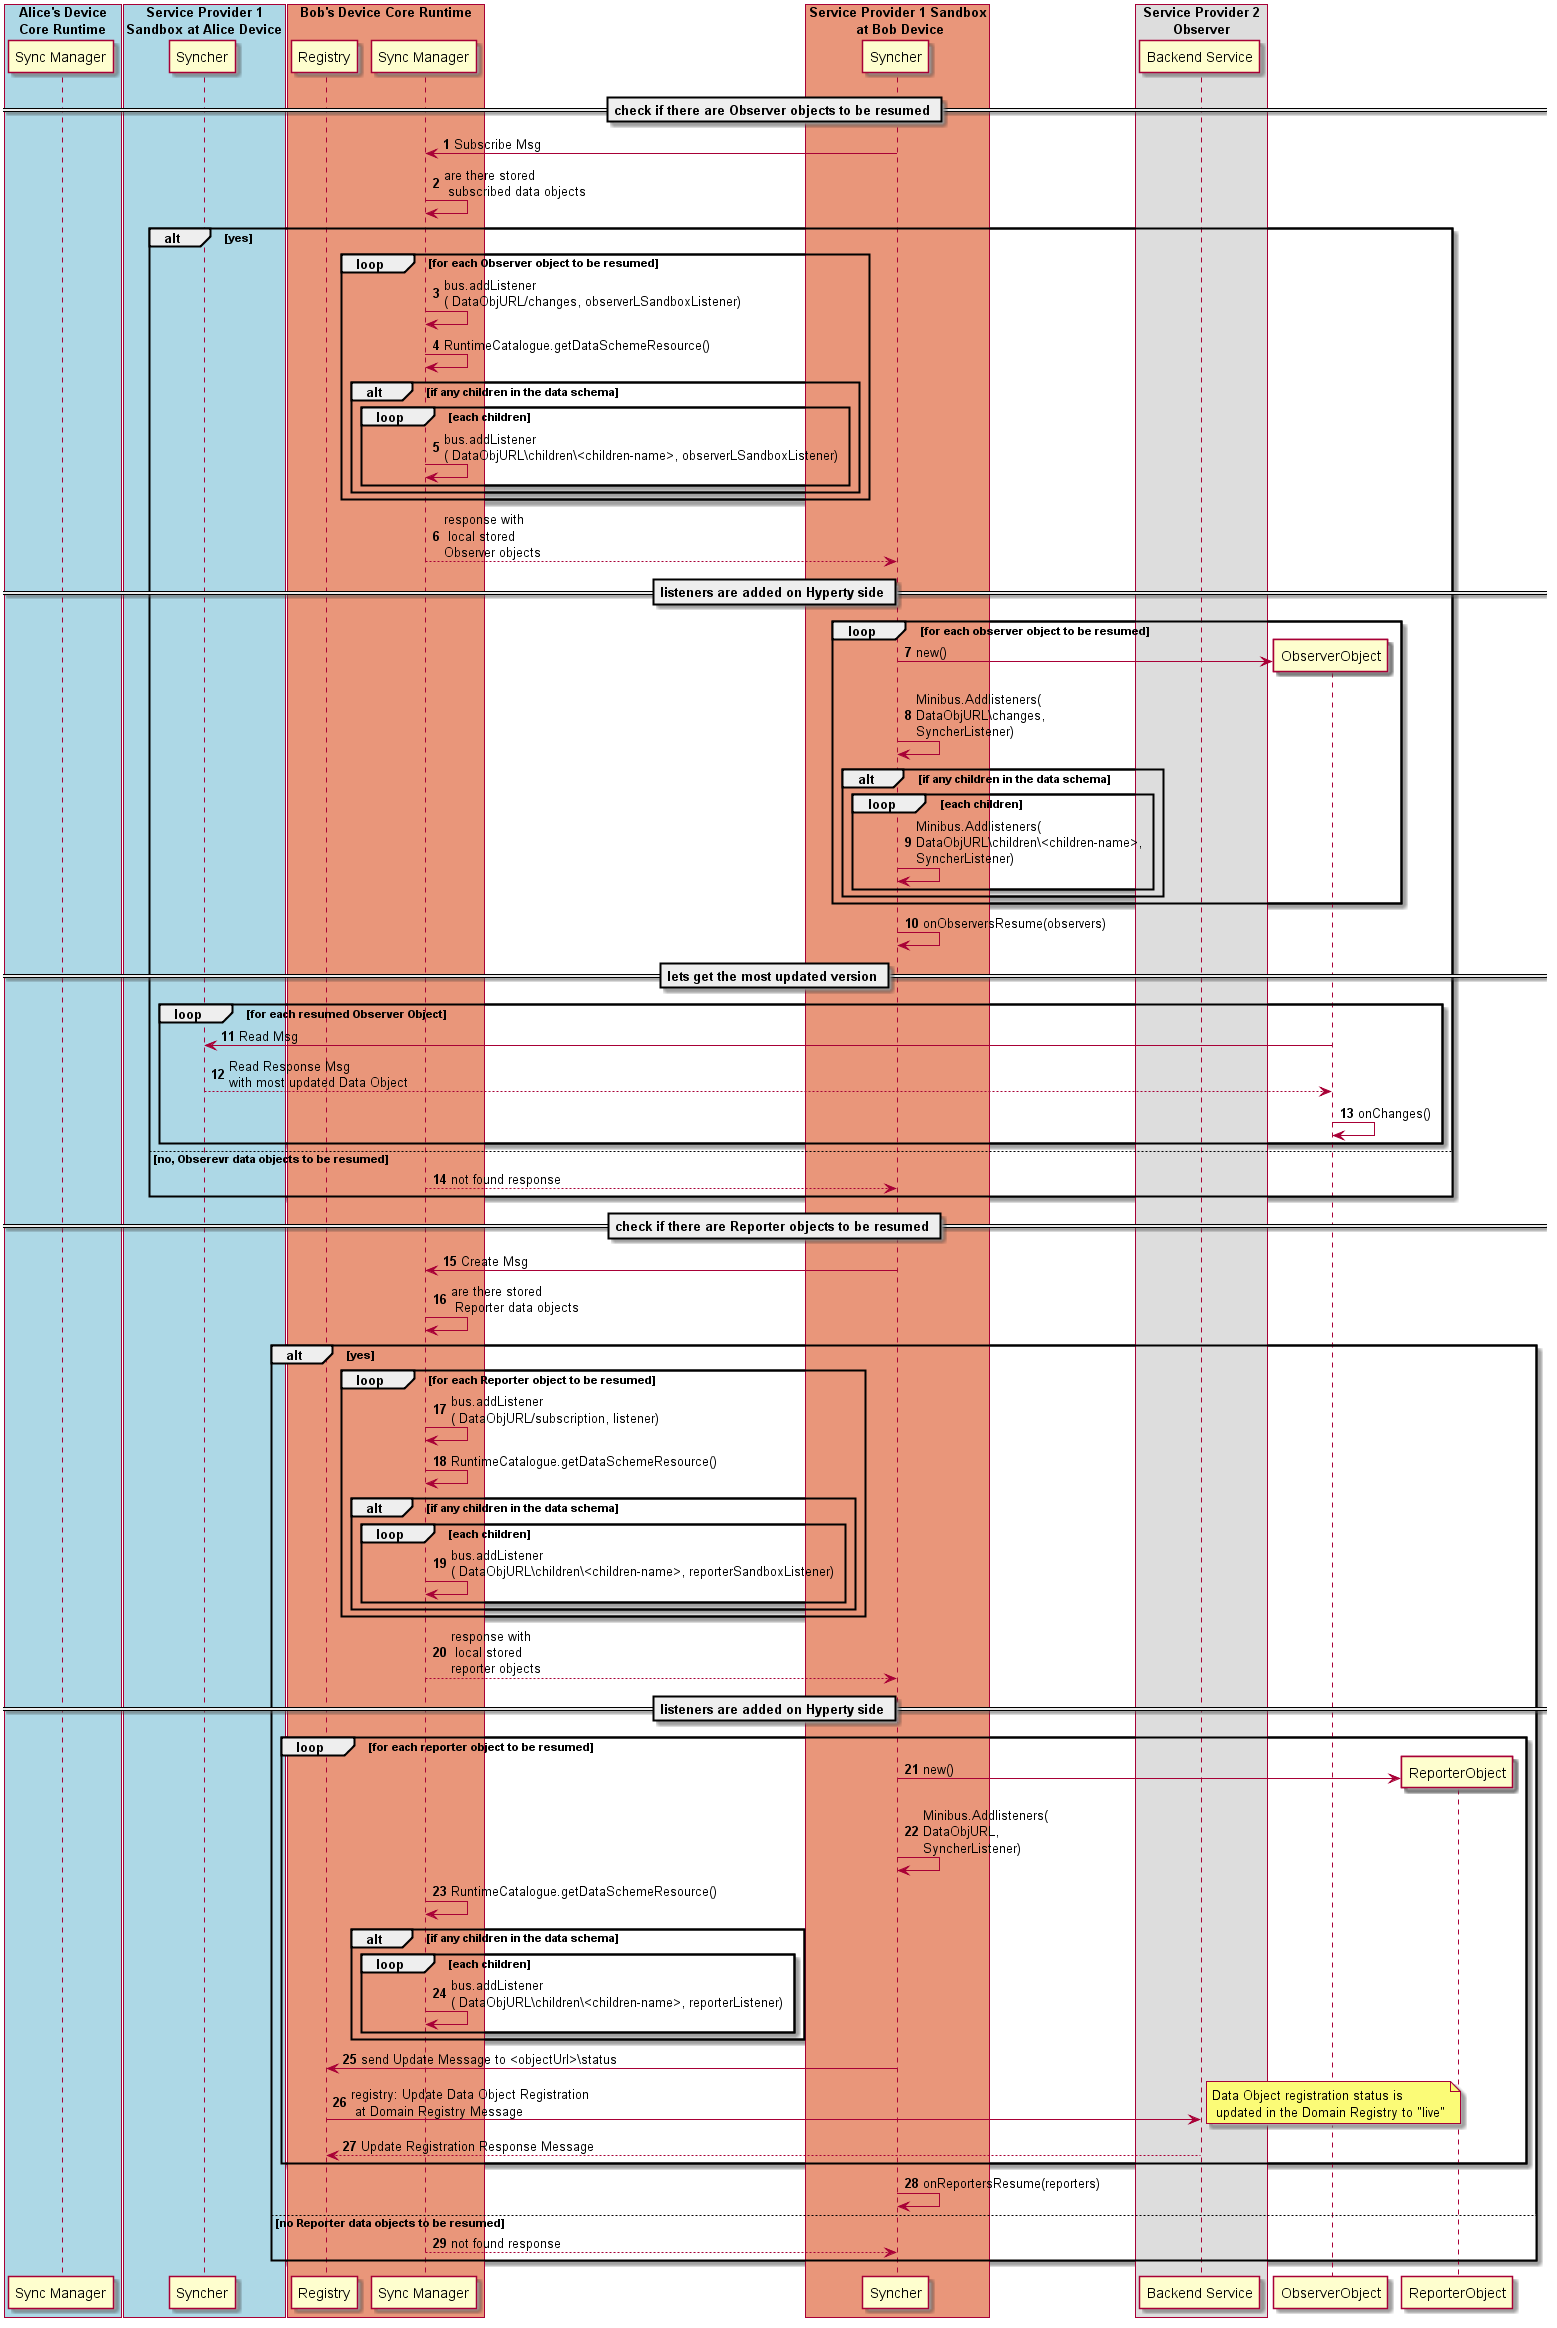 Alice's Device
Core Runtime
Service Provider 1
Sandbox at Alice Device
Bob's Device Core Runtime
Service Provider 1 Sandbox
at Bob Device
Service Provider 2
Observer
Sync Manager
Syncher
Registry
Sync Manager
Syncher
Backend Service
check if there are Observer objects to be resumed
1 Subscribe Msg
2 are there stored
subscribed data objects
alt [yes]
loop [for each Observer object to be resumed]
3 bus.addListener
( DataObjURL/changes, observerLSandboxListener)
4 RuntimeCatalogue.getDataSchemeResource()
alt [if any children in the data schema]
loop [each children]
5 bus.addListener
( DataObjURL\children\<children-name>, observerLSandboxListener)
6 response with
local stored
Observer objects
listeners are added on Hyperty side
loop [for each observer object to be resumed]
7 new()
ObserverObject
8 Minibus.Addlisteners(
DataObjURL\changes,
SyncherListener)
alt [if any children in the data schema]
loop [each children]
9 Minibus.Addlisteners(
DataObjURL\children\<children-name>,
SyncherListener)
10 onObserversResume(observers)
lets get the most updated version
loop [for each resumed Observer Object]
11 Read Msg
12 Read Response Msg
with most updated Data Object
13 onChanges()
[no, Obserevr data objects to be resumed]
14 not found response
check if there are Reporter objects to be resumed
15 Create Msg
16 are there stored
Reporter data objects
alt [yes]
loop [for each Reporter object to be resumed]
17 bus.addListener
( DataObjURL/subscription, listener)
18 RuntimeCatalogue.getDataSchemeResource()
alt [if any children in the data schema]
loop [each children]
19 bus.addListener
( DataObjURL\children\<children-name>, reporterSandboxListener)
20 response with
local stored
reporter objects
listeners are added on Hyperty side
loop [for each reporter object to be resumed]
21 new()
ReporterObject
22 Minibus.Addlisteners(
DataObjURL,
SyncherListener)
23 RuntimeCatalogue.getDataSchemeResource()
alt [if any children in the data schema]
loop [each children]
24 bus.addListener
( DataObjURL\children\<children-name>, reporterListener)
25 send Update Message to <objectUrl>\status
26 registry: Update Data Object Registration
at Domain Registry Message
Data Object registration status is
updated in the Domain Registry to "live"
27 Update Registration Response Message
28 onReportersResume(reporters)
[no Reporter data objects to be resumed]
29 not found response
Sync Manager
Syncher
Registry
Sync Manager
Syncher
Backend Service
ObserverObject
ReporterObject